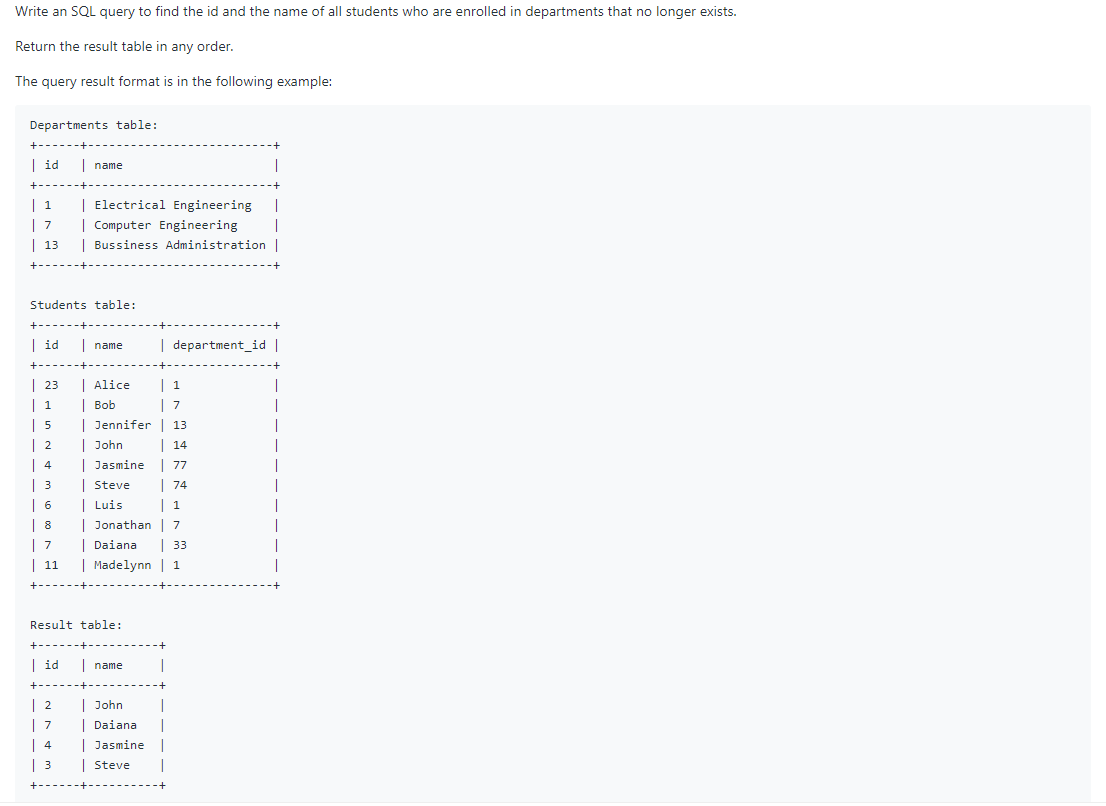 Write an SQL query to find the id and the name of all students who are enrolled in departments that no longer exists.
Return the result table in any order.
The query result format is in the following example:
Departments table:
+------+--------------------------+
| id   | name                     |
+------+--------------------------+
| 1    | Electrical Engineering   |
| 7    | Computer Engineering     |
| 13   | Bussiness Administration |
+------+--------------------------+
Students table:
+------+----------+---------------+
| id   | name     | department_id |
+------+----------+---------------+
| 23   | Alice    | 1             |
| 1    | Bob      | 7             |
| 5    | Jennifer | 13            |
| 2    | John     | 14            |
| 4    | Jasmine  | 77            |
| 3    | Steve    | 74            |
| 6    | Luis     | 1             |
| 8    | Jonathan | 7             |
| 7    | Daiana   | 33            |
| 11   | Madelynn | 1             |
+------+----------+---------------+
Result table:
+------+----------+
| id   | name     |
+------+----------+
| 2    | John     |
| 7    | Daiana   |
| 4    | Jasmine  |
| 3    | Steve    |
+------+----------+